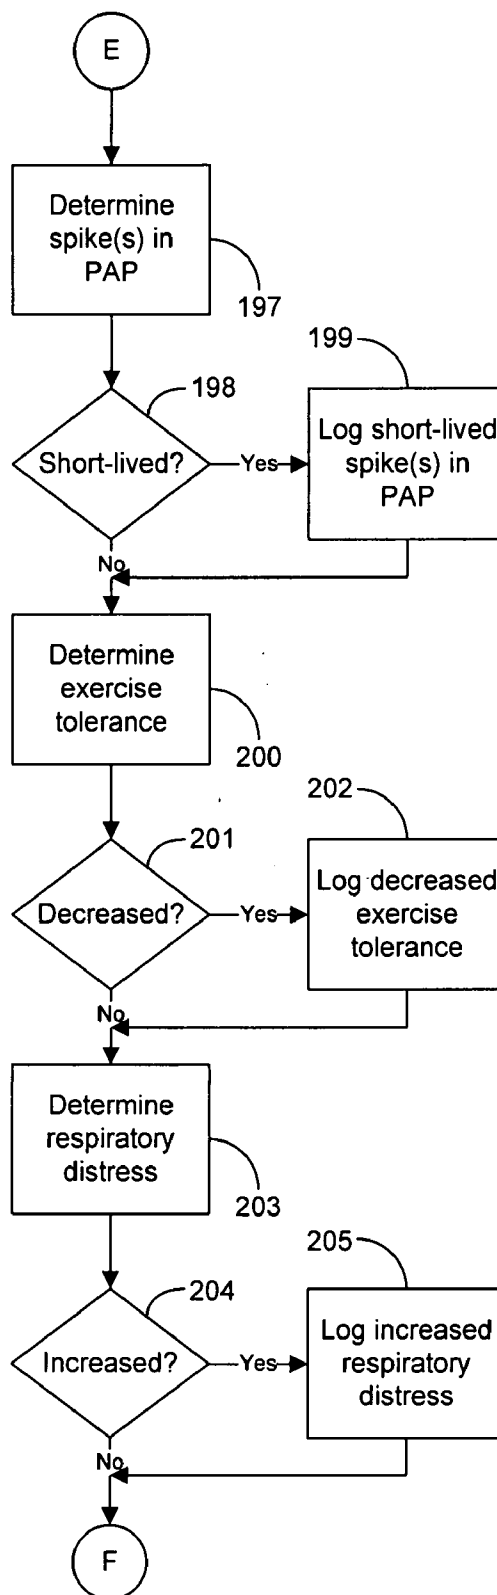 E
Determine
spike(s) in
PAP
197
198
199
Short-lived?
Yes
Log short-lived
spike(s) in
PAP
No
Determine
exercise
tolerance
200
201
202
Decreased?
Yes
Log decreased
exercise
tolerance
No
Determine
respiratory
distress
203
204
205
Increased?
Yes
Log increased
respiratory
distress
No
F